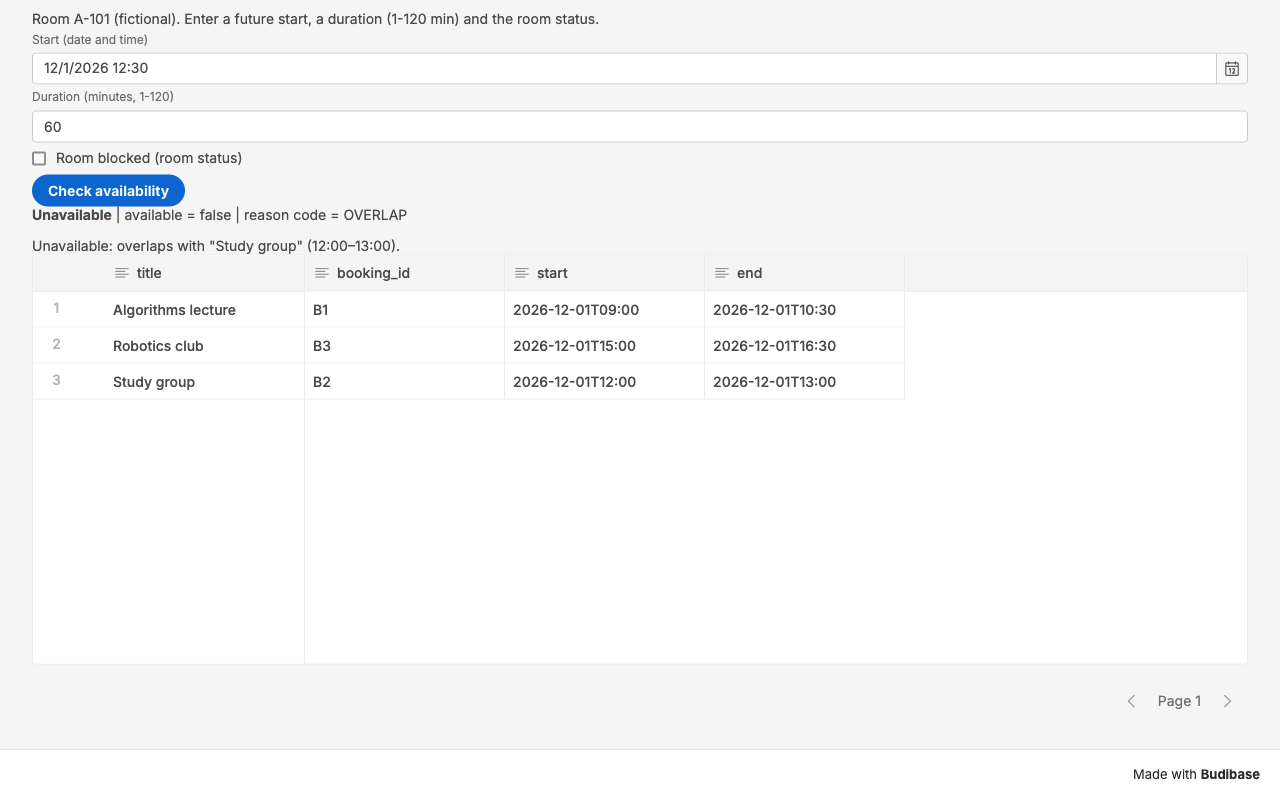 Room A-101 (fictional). Enter a future start, a duration (1-120 min) and the room status.
Start (date and time)
12/1/2026 12:30
12
Duration (minutes, 1-120)
60
Room blocked (room status)
Check availability
Unavailable | available = false | reason code = OVERLAP
Unavailable: overlaps with "Study group" (12:00–13:00).
title booking_id start end
1 Algorithms lecture B1 2026-12-01T09:00 2026-12-01T10:30
2 Robotics club B3 2026-12-01T15:00 2026-12-01T16:30
3 Study group B2 2026-12-01T12:00 2026-12-01T13:00
Page 1
Made with Budibase